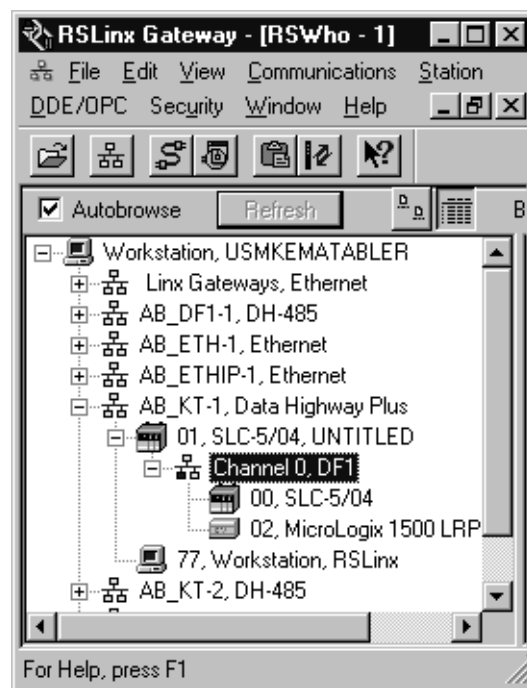 RSLinx Gateway - [RSWho - 1]
File Edit View Communications Station
DDE/OPC Security Window Help
Autobrowse Refresh B
Workstation, USMKEMATABLER
Linx Gateways, Ethernet
AB_DF1-1, DH-485
AB_ETH-1, Ethernet
AB_ETHIP-1, Ethernet
AB_KT-1, Data Highway Plus
01, SLC-5/04, UNTITLED
Channel 0, DF1
00, SLC-5/04
02, MicroLogix 1500 LRP
77, Workstation, RSLinx
AB_KT-2, DH-485
For Help, press F1